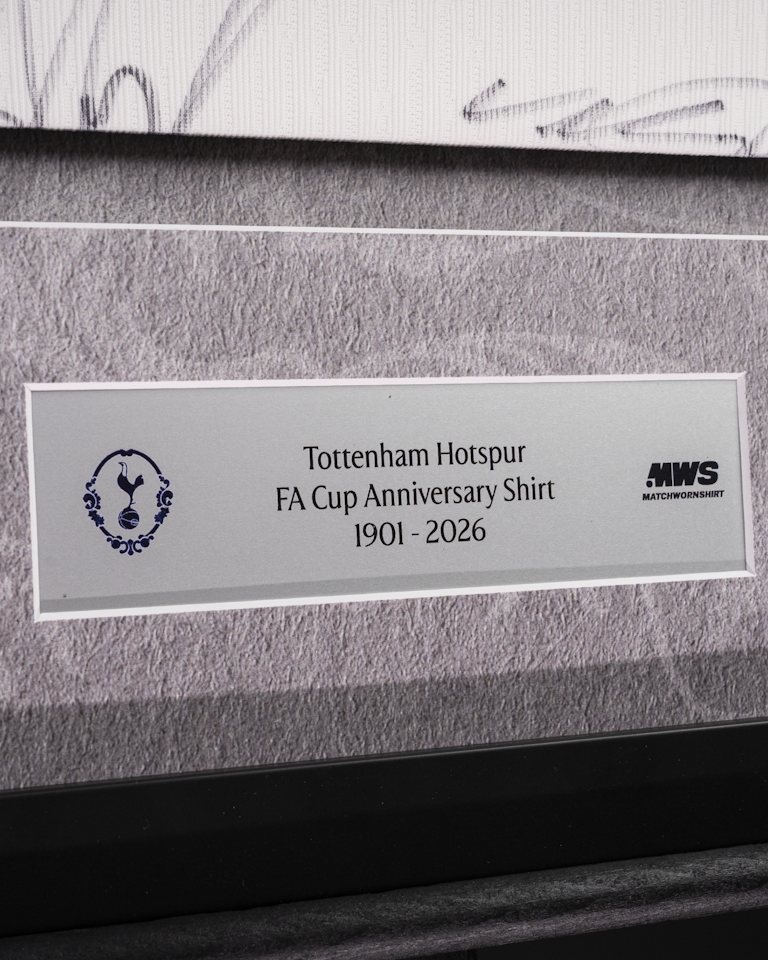 Tottenham Hotspur
FA Cup Anniversary Shirt
1901 - 2026
MWS
MATCHWORNSHIRT